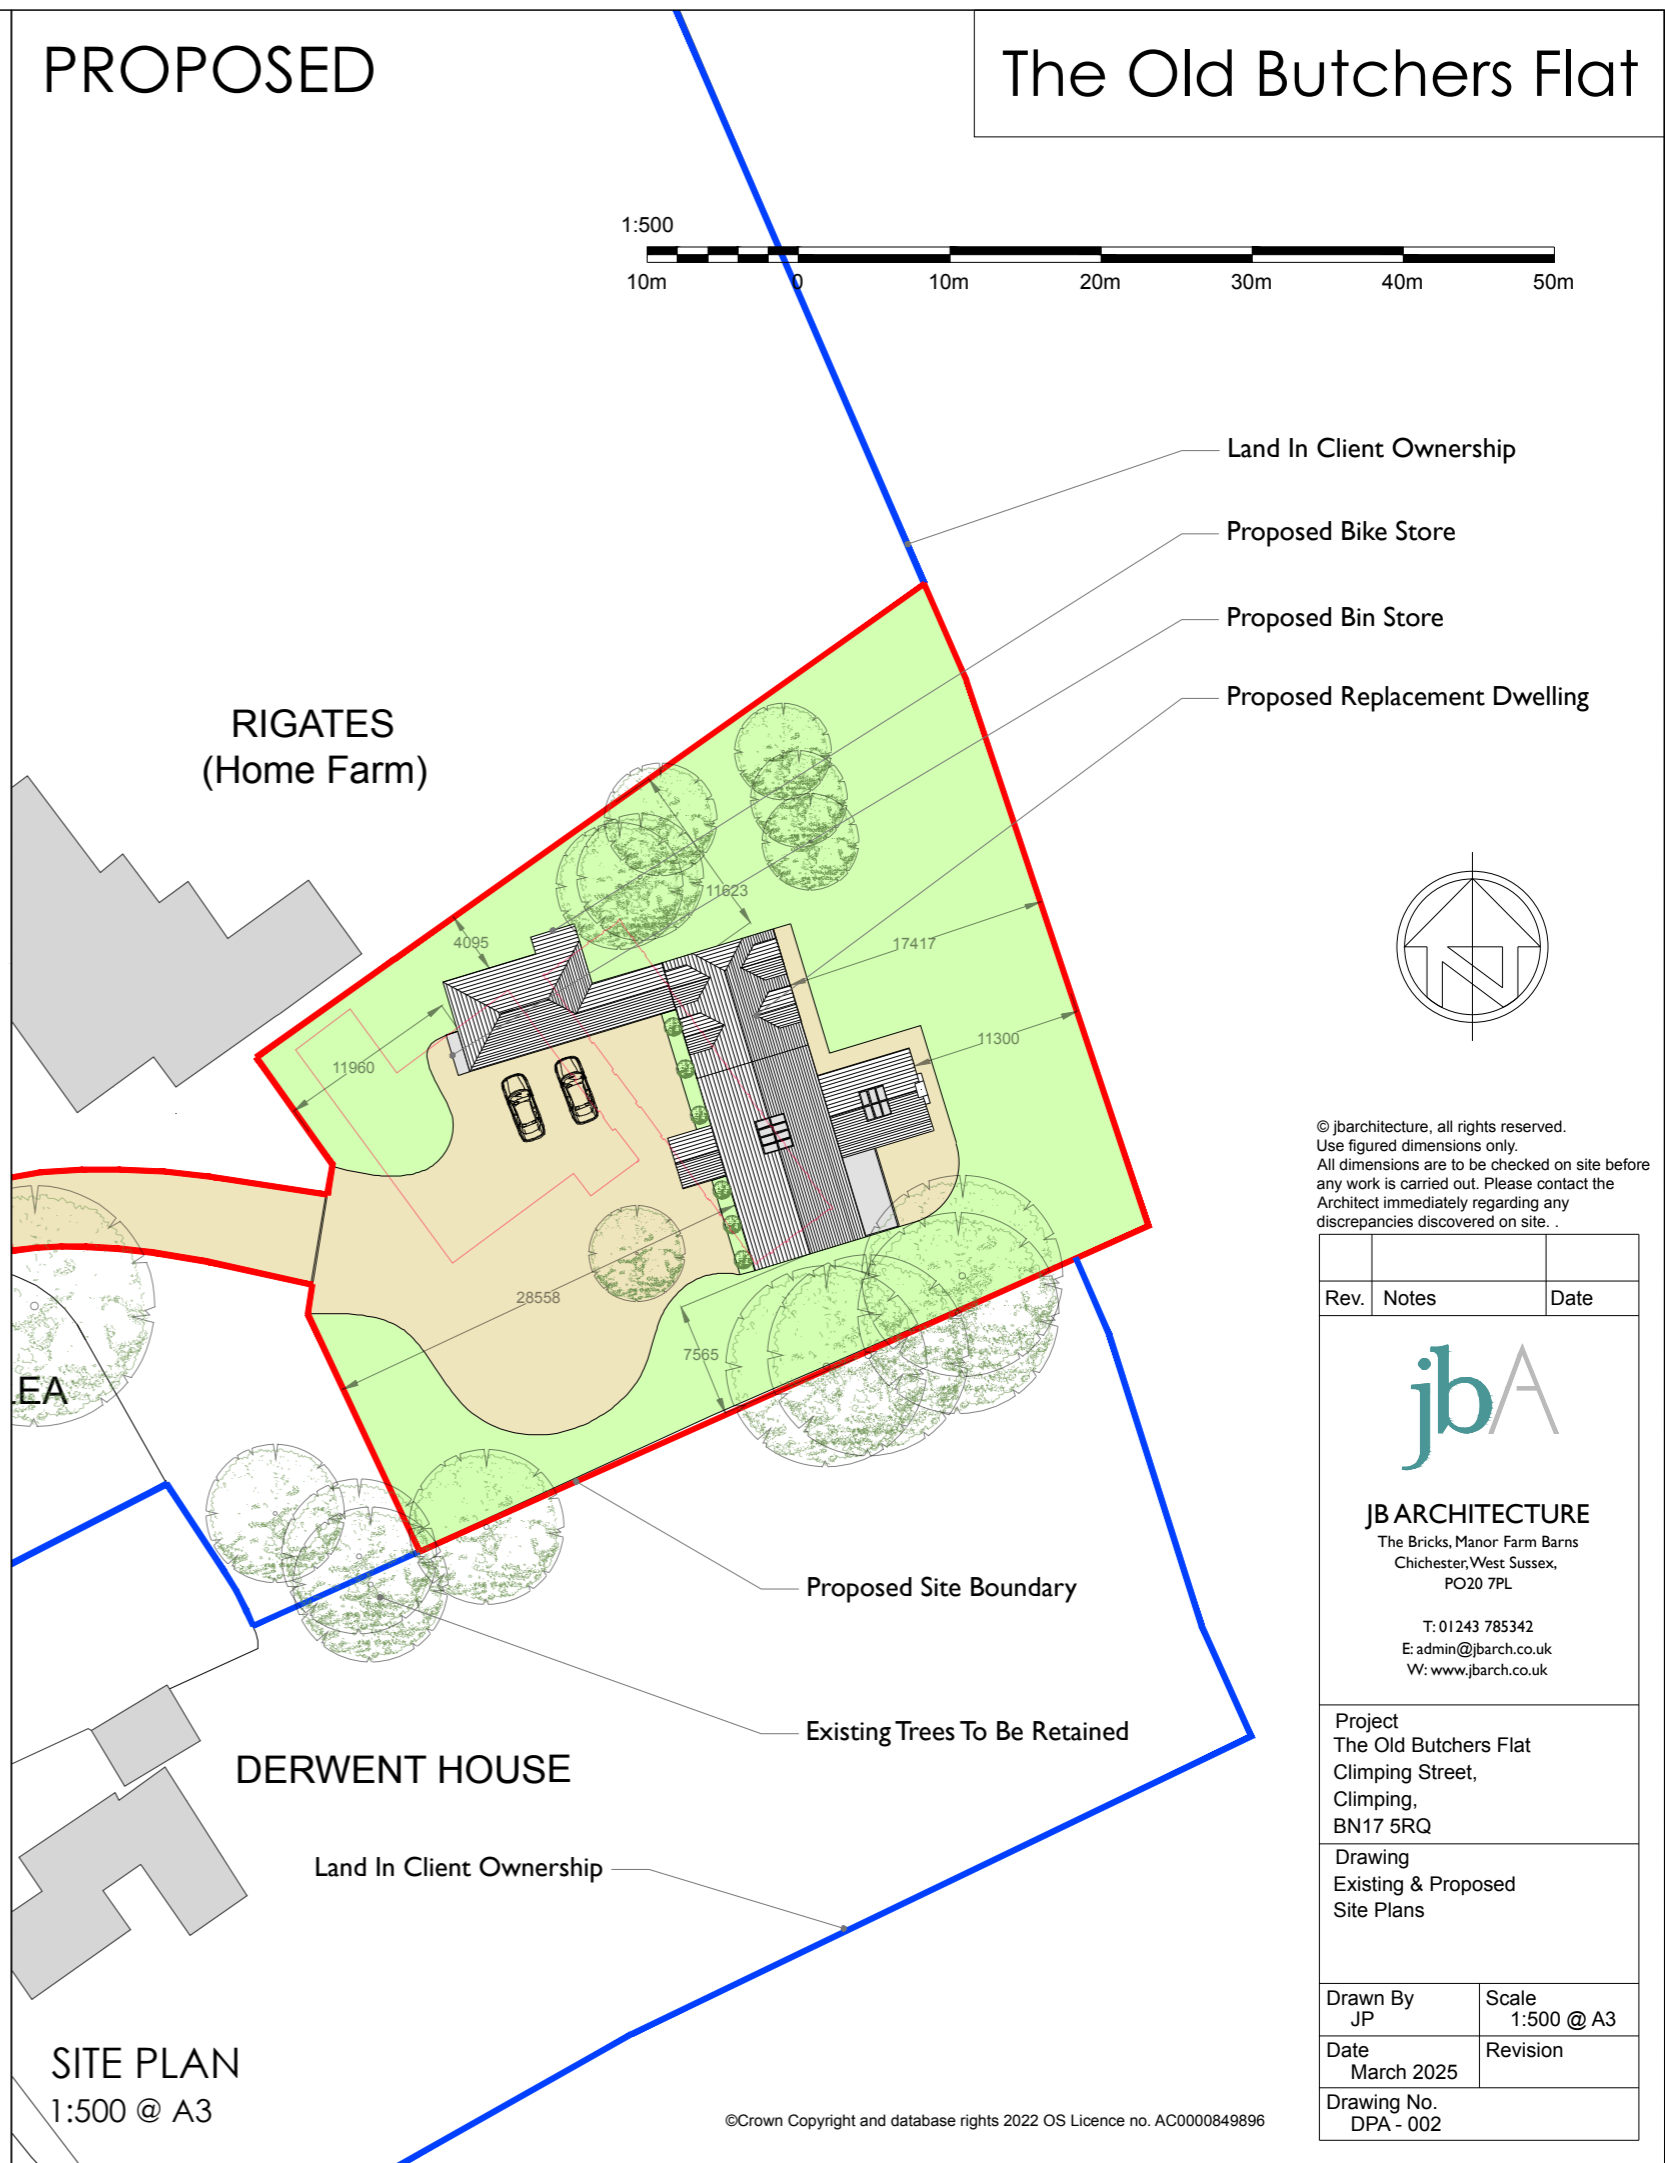 PROPOSED
The Old Butchers Flat
1:500
10m 0 10m 20m 30m 40m 50m
Land In Client Ownership
Proposed Bike Store
Proposed Bin Store
Proposed Replacement Dwelling
RIGATES
(Home Farm)
11623
4095
17417
11960
11300
28558
7565
LEA
N
© jbarchitecture, all rights reserved.
Use figured dimensions only.
All dimensions are to be checked on site before
any work is carried out. Please contact the
Architect immediately regarding any
discrepancies discovered on site. .
Rev. Notes Date
jbA
JB ARCHITECTURE
The Bricks, Manor Farm Barns
Chichester, West Sussex,
PO20 7PL
T: 01243 785342
E: admin@jbarch.co.uk
W: www.jbarch.co.uk
Proposed Site Boundary
Existing Trees To Be Retained
DERWENT HOUSE
Land In Client Ownership
Project
The Old Butchers Flat
Climping Street,
Climping,
BN17 5RQ
Drawing
Existing & Proposed
Site Plans
Drawn By
JP
Scale
1:500 @ A3
Date
March 2025
Revision
Drawing No.
DPA - 002
SITE PLAN
1:500 @ A3
©Crown Copyright and database rights 2022 OS Licence no. AC0000849896